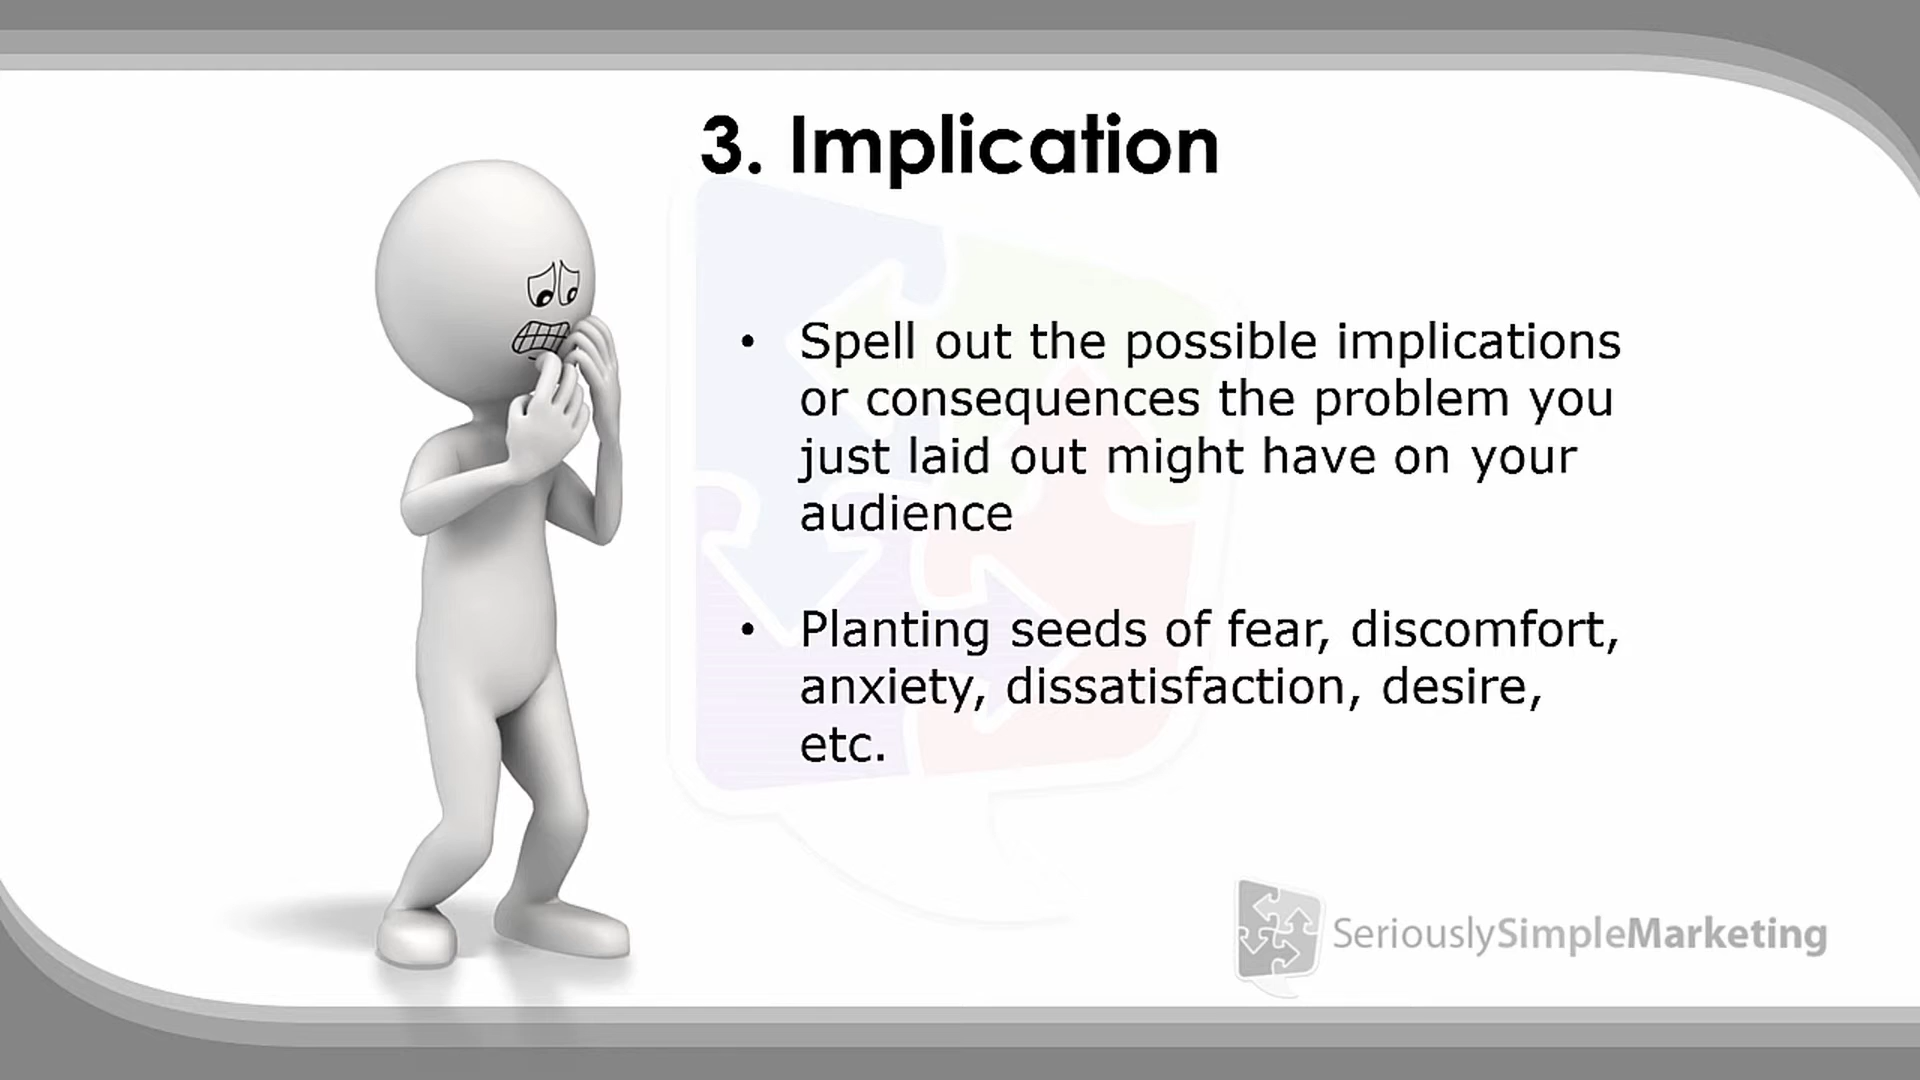 3. Implication
• Spell out the possible implications
or consequences the problem you
just laid out might have on your
audience
• Planting seeds of fear, discomfort,
anxiety, dissatisfaction, desire,
etc.
SeriouslySimpleMarketing